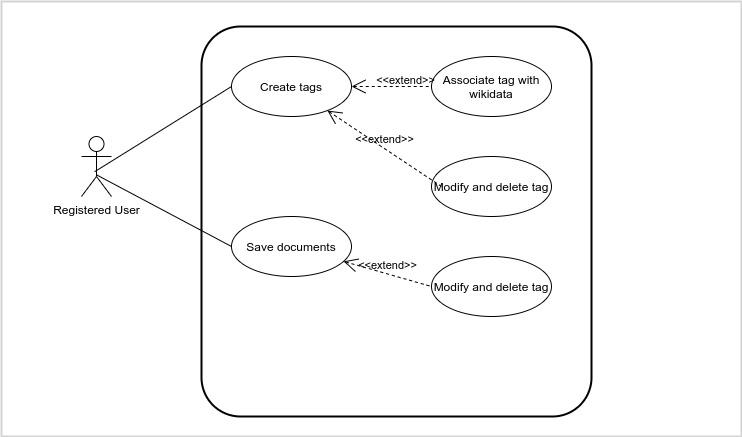 Create tags
<<extend>>
Associate tag with
wikidata
<<extend>>
Modify and delete tag
Registered User
Save documents
<<extend>>
Modify and delete tag